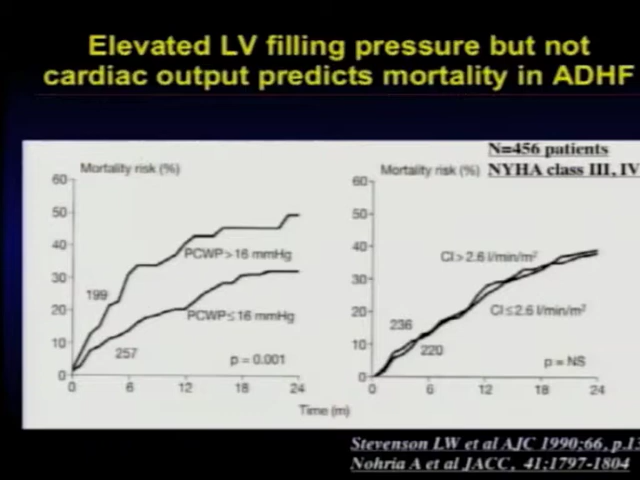 Elevated LV filling pressure but not
cardiac output predicts mortality in ADHF
N=456 patients
NYHA class III, IV
Mortality risk (%)
60
50
40
30
20
10
0
PCWP>16 mmHg
199
PCWP≤16 mmHg
257
p = 0.001
0 6 12 18 24
Mortality risk (%)
60
50
40
30
20
10
0
CI>2.6 l/min/m²
CI≤2.6 l/min/m²
236
220
p = NS
0 6 12 18 24
Time (m)
Stevenson LW et al AJC 1990;66, p.13
Nohria A et al JACC, 41:1797-1804